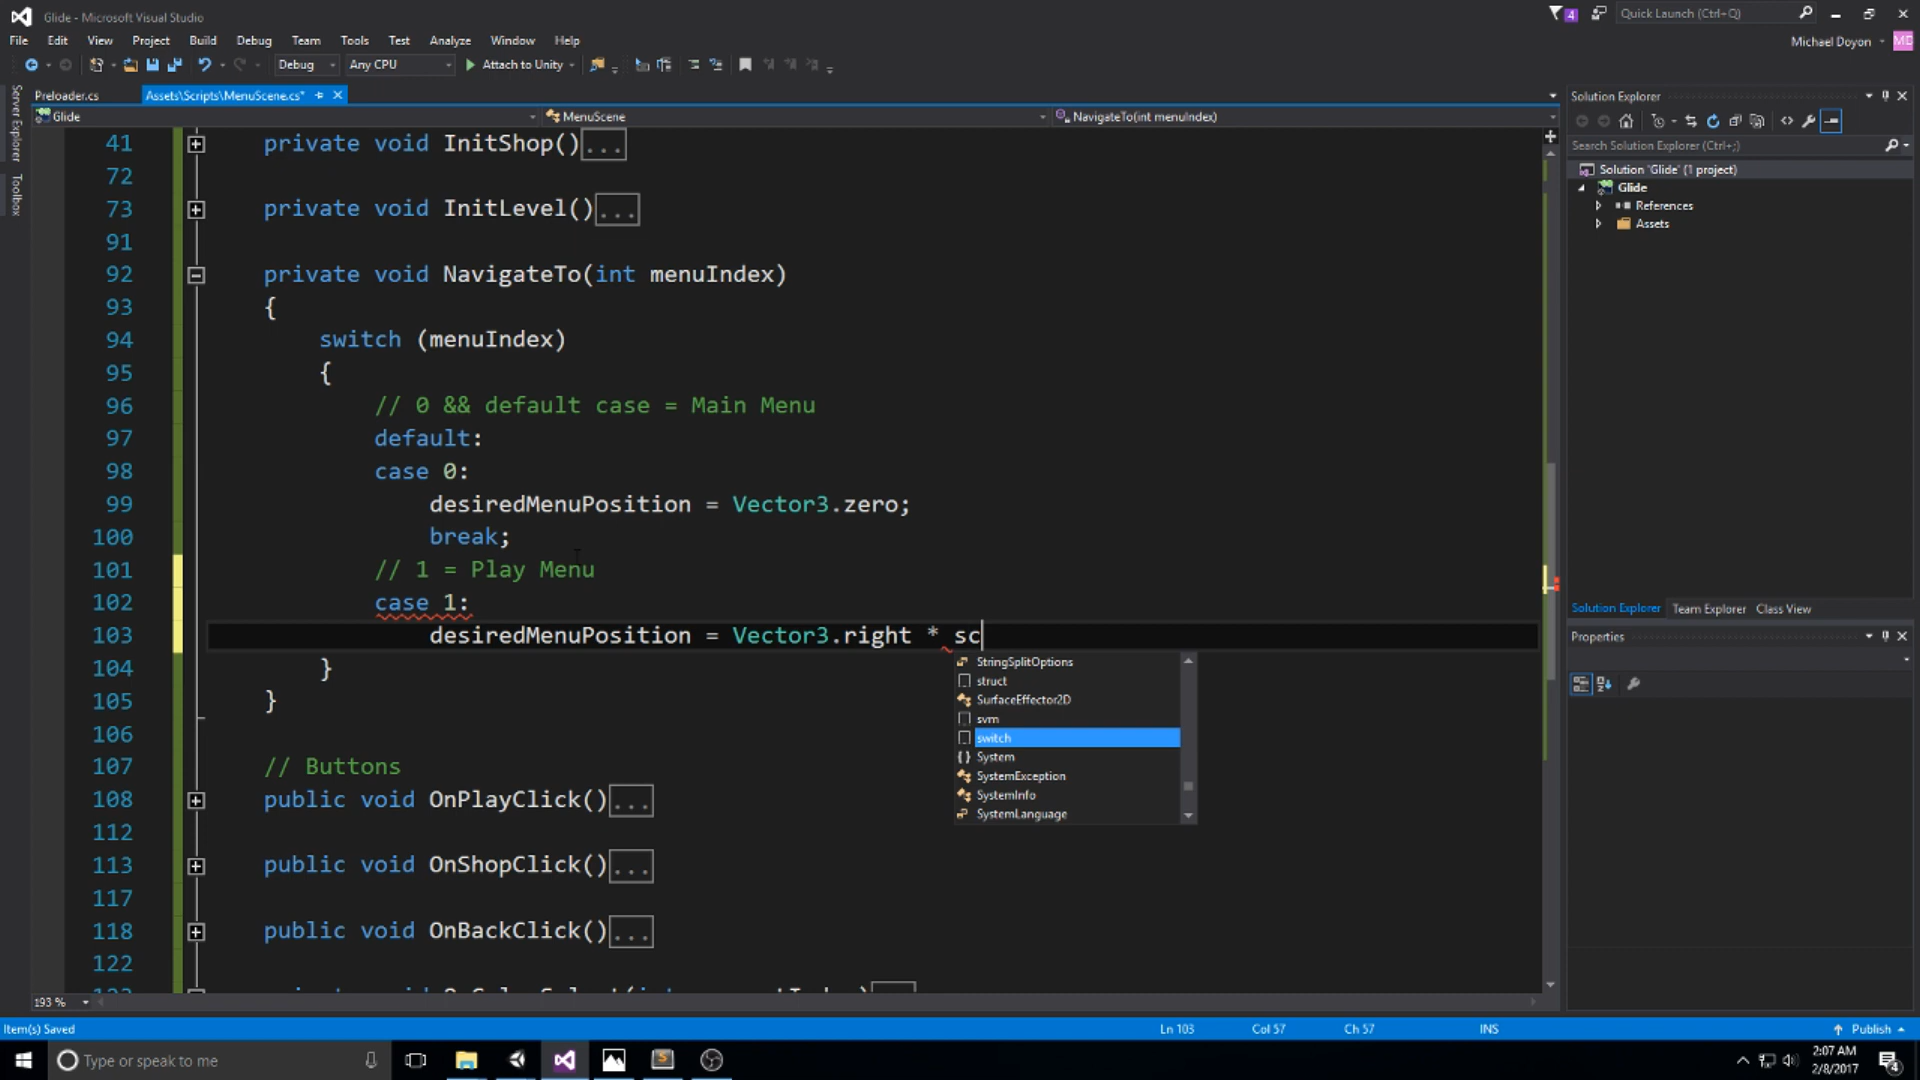 Glide - Microsoft Visual Studio
4
Quick Launch (Ctrl+Q)
File Edit View Project Build Debug Team Tools Test Analyze Window Help
Michael Doyon
MD
Debug Any CPU Attach to Unity
Server Explorer
Toolbox
Preloader.cs Assets\Scripts\MenuScene.cs*
Glide MenuScene NavigateTo(int menuIndex)
41 private void InitShop()...
72
73 private void InitLevel()...
91
92 private void NavigateTo(int menuIndex)
93 {
94 switch (menuIndex)
95 {
96 // 0 && default case = Main Menu
97 default:
98 case 0:
99 desiredMenuPosition = Vector3.zero;
100 break;
101 // 1 = Play Menu
102 case 1:
103 desiredMenuPosition = Vector3.right * sc
104 }
105 }
106
107 // Buttons
108 public void OnPlayClick()...
112
113 public void OnShopClick()...
117
118 public void OnBackClick()...
122
StringSplitOptions
struct
SurfaceEffector2D
svm
switch
System
SystemException
SystemInfo
SystemLanguage
Solution Explorer
Search Solution Explorer (Ctrl+;)
Solution 'Glide' (1 project)
Glide
References
Assets
Solution Explorer Team Explorer Class View
Properties
193 %
Item(s) Saved Ln 103 Col 57 Ch 57 INS Publish
Type or speak to me
2:07 AM
2/8/2017
4